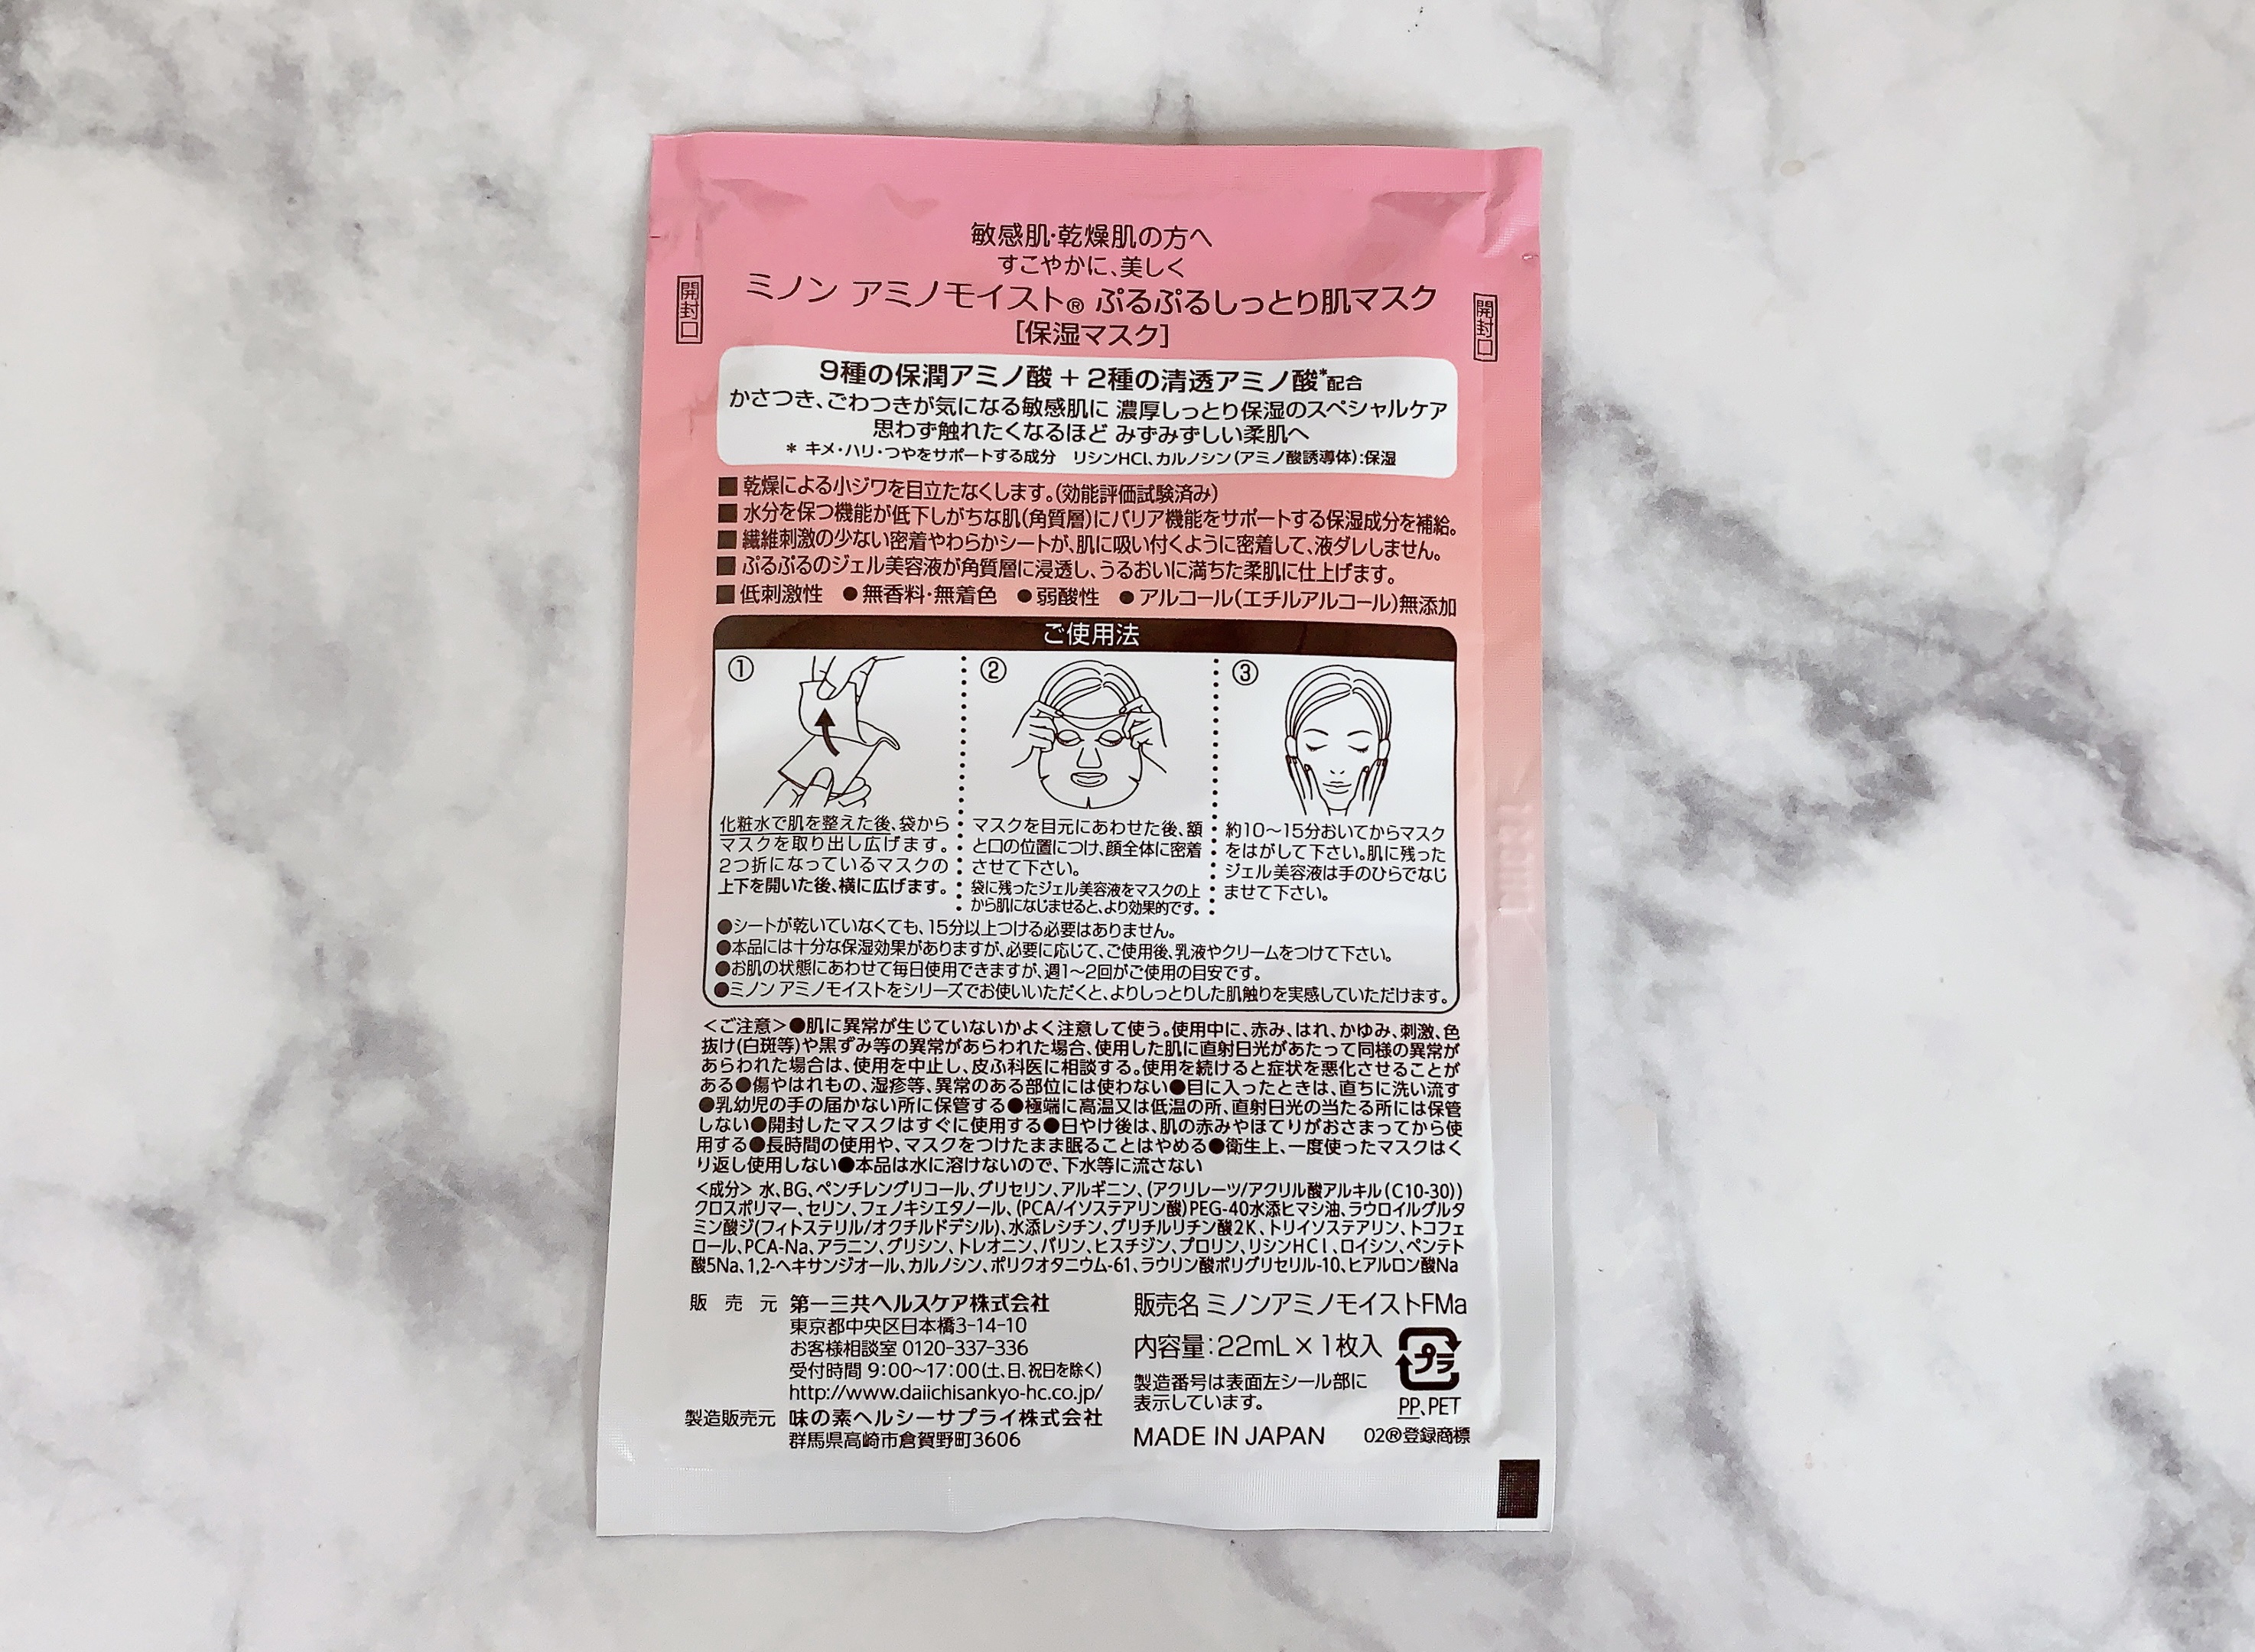 敏感肌・乾燥肌の方へ
すこやかに、美しく
ミノン アミノモイスト® ぷるぷるしっとり肌マスク
[保湿マスク]
開封口
開封口
9種の保潤アミノ酸 + 2種の清透アミノ酸*配合
かさつき、ごわつきが気になる敏感肌に 濃厚しっとり保湿のスペシャルケア
思わず触れたくなるほど みずみずしい柔肌へ
* キメ・ハリ・つやをサポートする成分 リシンHCl、カルノシン(アミノ酸誘導体):保湿
■ 乾燥による小ジワを目立たなくします。(効能評価試験済み)
■ 水分を保つ機能が低下しがちな肌(角質層)にバリア機能をサポートする保湿成分を補給。
■ 繊維刺激の少ない密着やわらかシートが、肌に吸い付くように密着して、液ダレしません。
■ ぷるぷるのジェル美容液が角質層に浸透し、うるおいに満ちた柔肌に仕上げます。
■ 低刺激性 ●無香料・無着色 ●弱酸性 ●アルコール(エチルアルコール)無添加
ご使用法
①
化粧水で肌を整えた後、袋から
マスクを取り出し広げます。
2つ折になっているマスクの
上下を開いた後、横に広げます。
②
マスクを目元にあわせた後、額
と口の位置につけ、顔全体に密着
させて下さい。
袋に残ったジェル美容液をマスクの上
から肌になじませると、より効果的です。
③
約10〜15分おいてからマスク
をはがして下さい。肌に残った
ジェル美容液は手のひらでなじ
ませて下さい。
●シートが乾いていなくても、15分以上つける必要はありません。
●本品には十分な保湿効果がありますが、必要に応じて、ご使用後、乳液やクリームをつけて下さい。
●お肌の状態にあわせて毎日使用できますが、週1〜2回がご使用の目安です。
●ミノン アミノモイストをシリーズでお使いいただくと、よりしっとりした肌触りを実感していただけます。
<ご注意>●肌に異常が生じていないかよく注意して使う。使用中に、赤み、はれ、かゆみ、刺激、色
抜け(白斑等)や黒ずみ等の異常があらわれた場合、使用した肌に直射日光があたって同様の異常が
あらわれた場合は、使用を中止し、皮ふ科医に相談する。使用を続けると症状を悪化させることが
ある●傷やはれもの、湿疹等、異常のある部位には使わない●目に入ったときは、直ちに洗い流す
●乳幼児の手の届かない所に保管する●極端に高温又は低温の所、直射日光の当たる所には保管
しない●開封したマスクはすぐに使用する●日やけ後は、肌の赤みやほてりがおさまってから使
用する●長時間の使用や、マスクをつけたまま眠ることはやめる●衛生上、一度使ったマスクはく
り返し使用しない●本品は水に溶けないので、下水等に流さない
<成分> 水、BG、ペンチレングリコール、グリセリン、アルギニン、(アクリレーツ/アクリル酸アルキル(C10-30))
クロスポリマー、セリン、フェノキシエタノール、(PCA/イソステアリン酸)PEG-40水添ヒマシ油、ラウロイルグルタ
ミン酸ジ(フィトステリル/オクチルドデシル)、水添レシチン、グリチルリチン酸2K、トリイソステアリン、トコフェ
ロール、PCA-Na、アラニン、グリシン、トレオニン、バリン、ヒスチジン、プロリン、リシンHCl、ロイシン、ペンテト
酸5Na、1,2-ヘキサンジオール、カルノシン、ポリクオタニウム-61、ラウリン酸ポリグリセリル-10、ヒアルロン酸Na
販売元 第一三共ヘルスケア株式会社
東京都中央区日本橋3-14-10
お客様相談室 0120-337-336
受付時間 9:00〜17:00(土、日、祝日を除く)
http://www.daiichisankyo-hc.co.jp/
製造販売元 味の素ヘルシーサプライ株式会社
群馬県高崎市倉賀野町3606
販売名 ミノンアミノモイストFMa
内容量:22mL×1枚入
製造番号は表面左シール部に
表示しています。
MADE IN JAPAN
プラ
PP、PET
02®登録商標